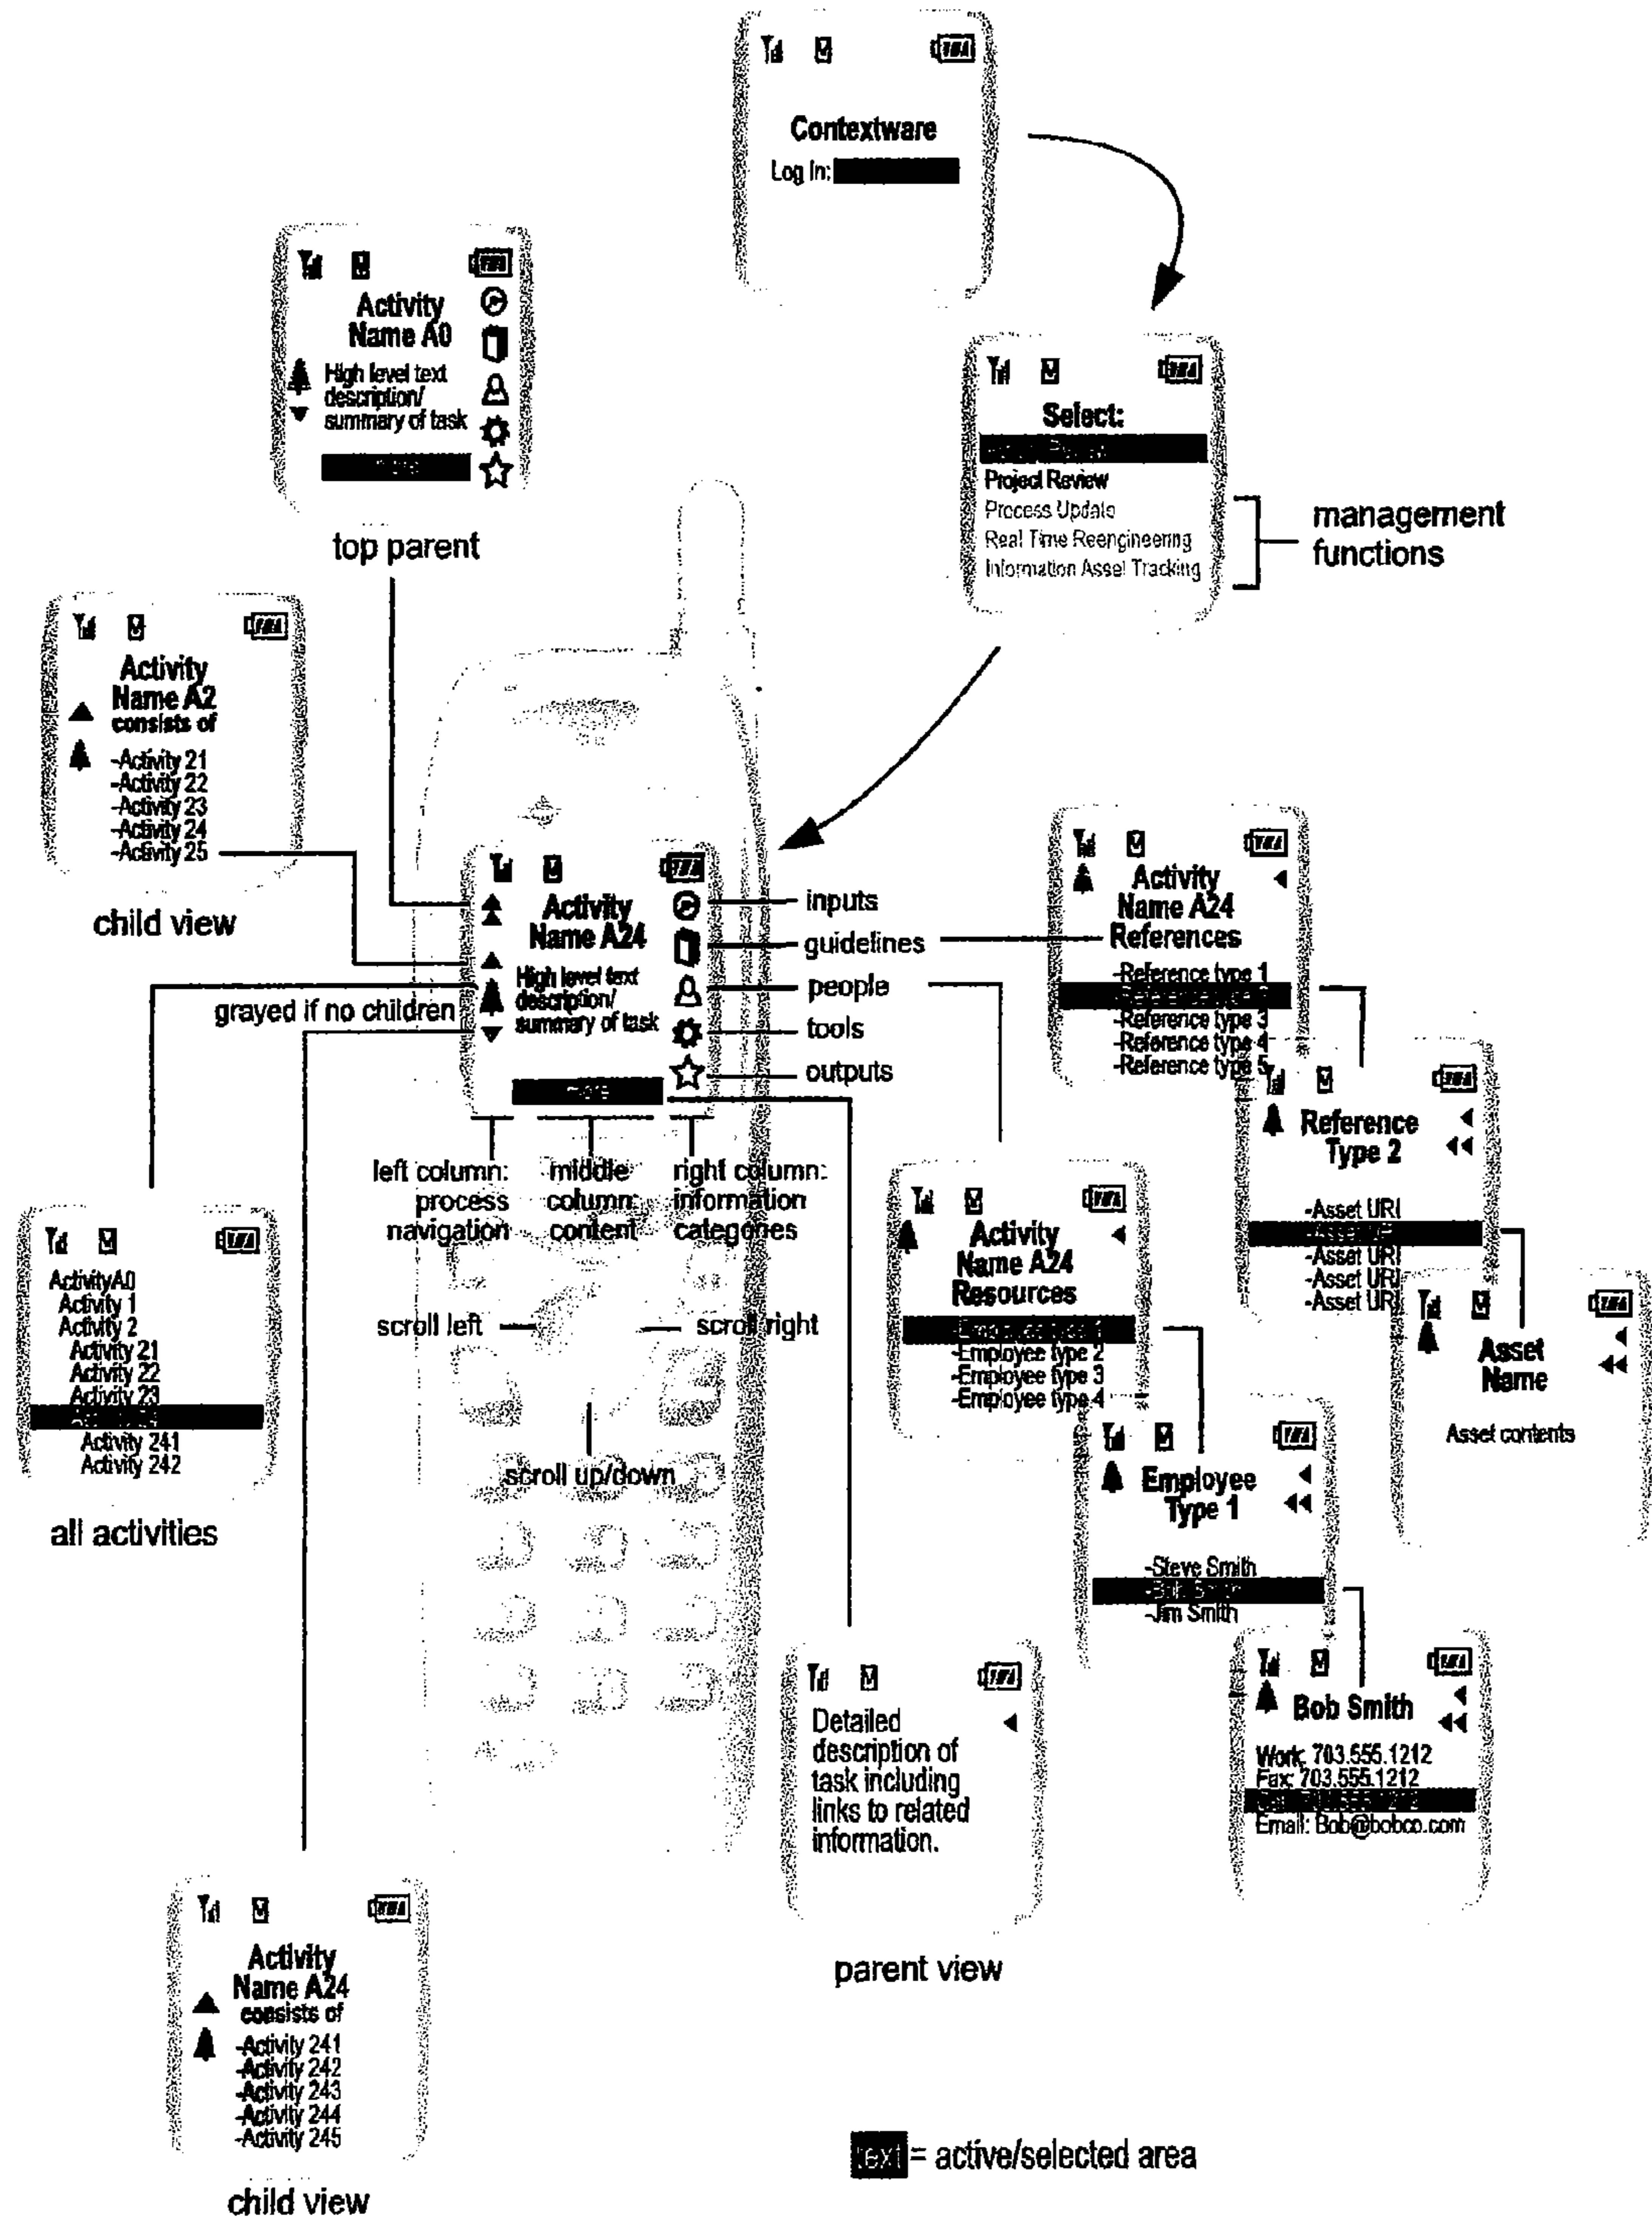 Contextware
Log In:
Activity
Name A0
High level text
description/
summary of task
more
top parent
Select:
Project Review
Process Update
Real Time Reengineering
Information Asset Tracking
management
functions
Activity
Name A2
consists of
-Activity 21
-Activity 22
-Activity 23
-Activity 24
-Activity 25
child view
Activity
Name A24
High level text
description/
summary of task
more
grayed if no children
inputs
guidelines
people
tools
outputs
left column:
process
navigation
middle
column:
content
right column:
information
categories
scroll left
scroll right
scroll up/down
Activity
Name A24
References
-Reference type 1
-Reference type 3
-Reference type 4
-Reference type 5
Reference
Type 2
-Asset URI
-Asset URI
-Asset URI
-Asset URI
Asset
Name
Asset contents
Activity
Name A24
Resources
-Employee type 2
-Employee type 3
-Employee type 4
Employee
Type 1
-Steve Smith
-Bob Smith
-Jim Smith
Bob Smith
Work: 703.555.1212
Fax: 703.555.1212
Email: Bob@bobco.com
ActivityA0
Activity 1
Activity 2
Activity 21
Activity 22
Activity 23
Activity 241
Activity 242
all activities
Detailed
description of
task including
links to related
information.
parent view
Activity
Name A24
consists of
-Activity 241
-Activity 242
-Activity 243
-Activity 244
-Activity 245
child view
text = active/selected area